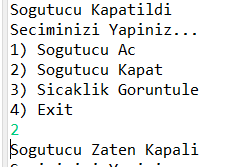 Sogutucu Kapatildi
Seciminizi Yapiniz...
1) Sogutucu Ac
2) Sogutucu Kapat
3) Sicaklik Goruntule
4) Exit
2
Sogutucu Zaten Kapali